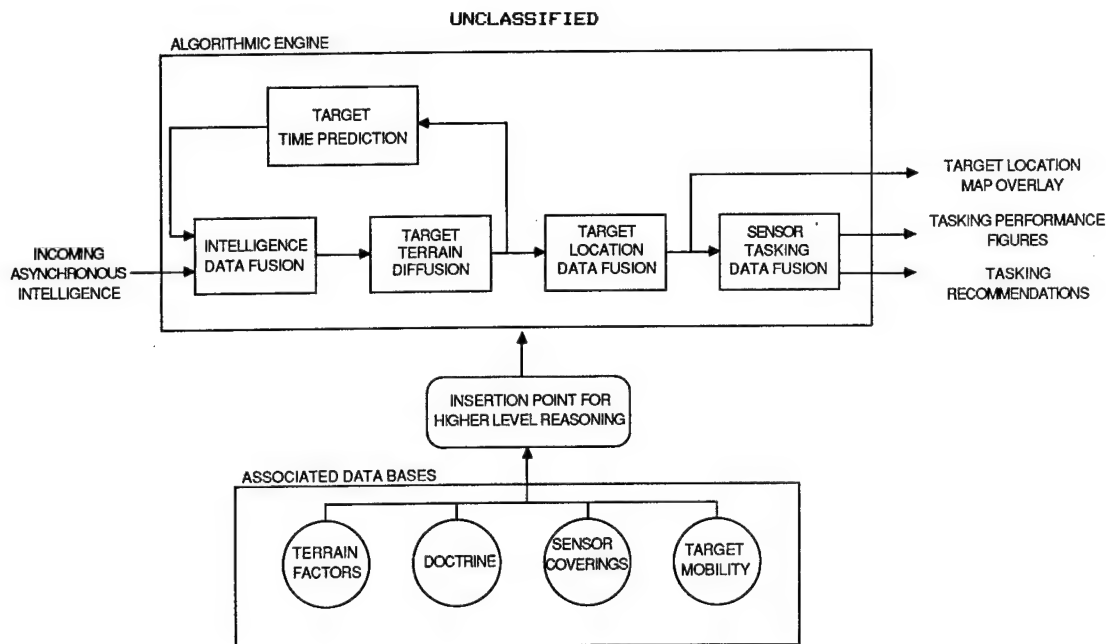 UNCLASSIFIED
ALGORITHMIC ENGINE
TARGET
TIME PREDICTION
INCOMING
ASYNCHRONOUS
INTELLIGENCE
INTELLIGENCE
DATA FUSION
TARGET
TERRAIN
DIFFUSION
TARGET
LOCATION
DATA FUSION
SENSOR
TASKING
DATA FUSION
TARGET LOCATION
MAP OVERLAY
TASKING PERFORMANCE
FIGURES
TASKING
RECOMMENDATIONS
INSERTION POINT FOR
HIGHER LEVEL REASONING
ASSOCIATED DATA BASES
TERRAIN
FACTORS
DOCTRINE
SENSOR
COVERINGS
TARGET
MOBILITY